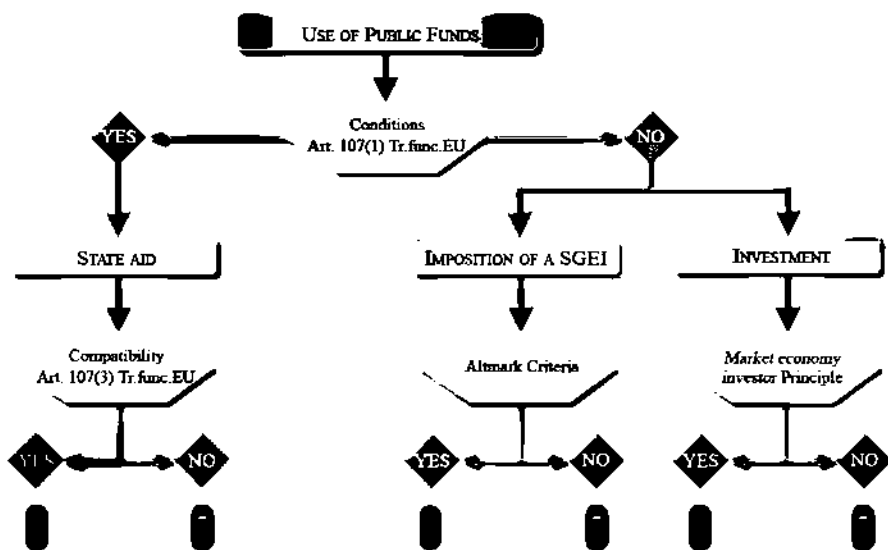 USE OF PUBLIC FUNDS
Conditions
Art. 107(1) Tr.func.EU
YES
NO
STATE AID
IMPOSITION OF A SGEI
INVESTMENT
Compatibility
Art. 107(3) Tr.func.EU
Altmark Criteria
Market economy
investor Principle
YES
NO
YES
NO
YES
NO